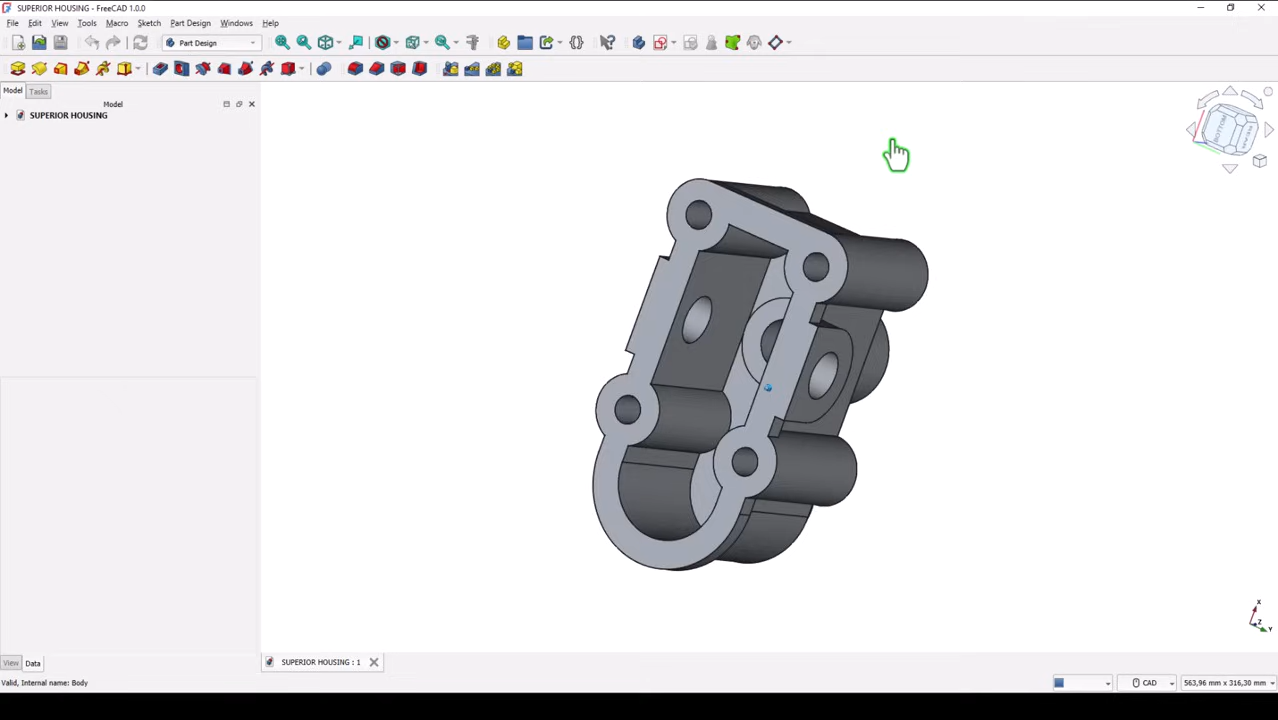 SUPERIOR HOUSING - FreeCAD 1.0.0
File Edit View Tools Macro Sketch Part Design Windows Help
Part Design
Model Tasks
Model
SUPERIOR HOUSING
BOTTOM
X
Z
Y
View Data
SUPERIOR HOUSING : 1
Valid, Internal name: Body
CAD
563,96 mm x 316,30 mm